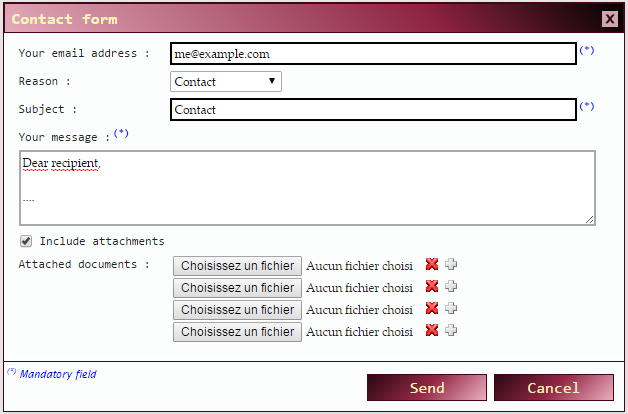 Contact form X
Your email address : me@example.com (*)
Reason : Contact
Subject : Contact (*)
Your message : (*)
Dear recipient,
....
Include attachments
Attached documents : Choisissez un fichier Aucun fichier choisi
Choisissez un fichier Aucun fichier choisi
Choisissez un fichier Aucun fichier choisi
Choisissez un fichier Aucun fichier choisi
(*) Mandatory field
Send Cancel